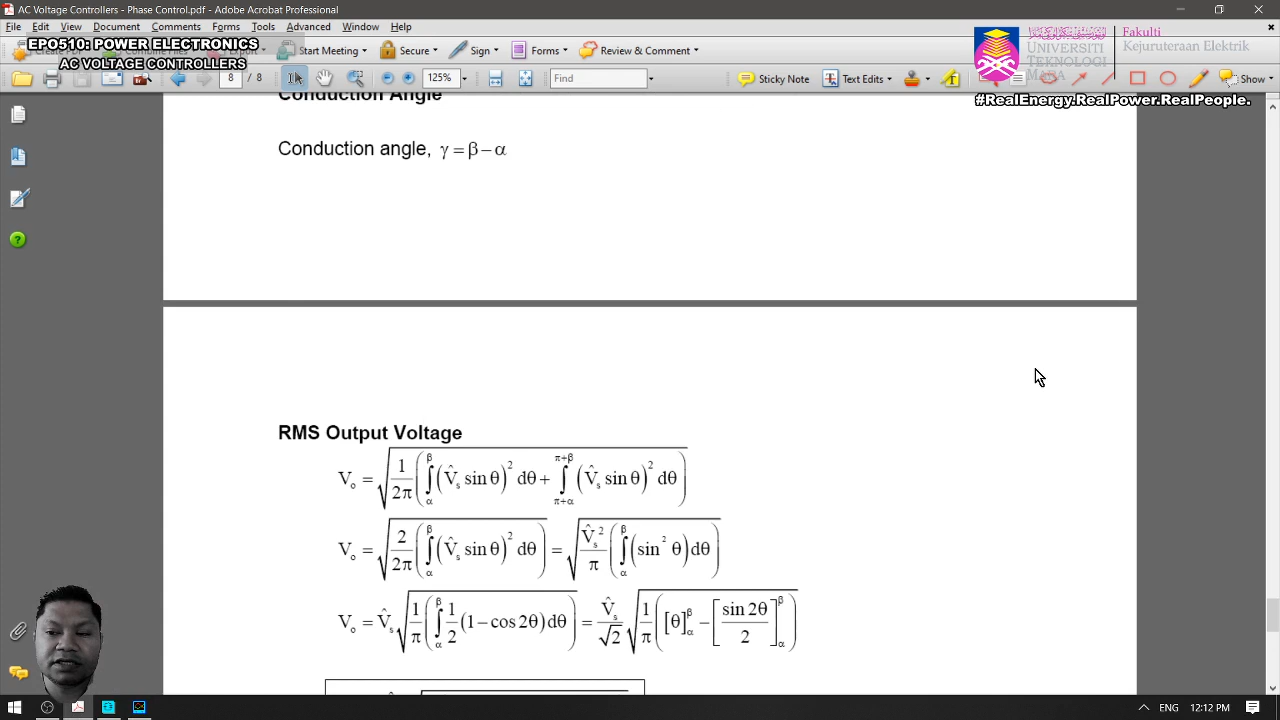 AC Voltage Controllers - Phase Control.pdf - Adobe Acrobat Professional
File Edit View Document Comments Forms Tools Advanced Window Help
EPO510: POWER ELECTRONICS
AC VOLTAGE CONTROLLERS
Start Meeting Secure Sign Forms Review & Comment
Fakulti
Kejuruteraan Elektrik
UNIVERSITI
TEKNOLOGI
MARA
#RealEnergy.RealPower.RealPeople.
8 / 8 125% Find Sticky Note Text Edits Show
Conduction Angle
Conduction angle, γ = β − α
RMS Output Voltage
V_o = √(1/2π (∫_α^β (V̂_s sin θ)^2 dθ + ∫_{π+α}^{π+β} (V̂_s sin θ)^2 dθ))
V_o = √(2/2π (∫_α^β (V̂_s sin θ)^2 dθ)) = √(V̂_s^2/π (∫_α^β (sin^2 θ) dθ))
V_o = V̂_s √(1/π (∫_α^β 1/2 (1 − cos 2θ) dθ)) = V̂_s/√2 √(1/π ([θ]_α^β − [sin 2θ/2]_α^β))
ENG 12:12 PM